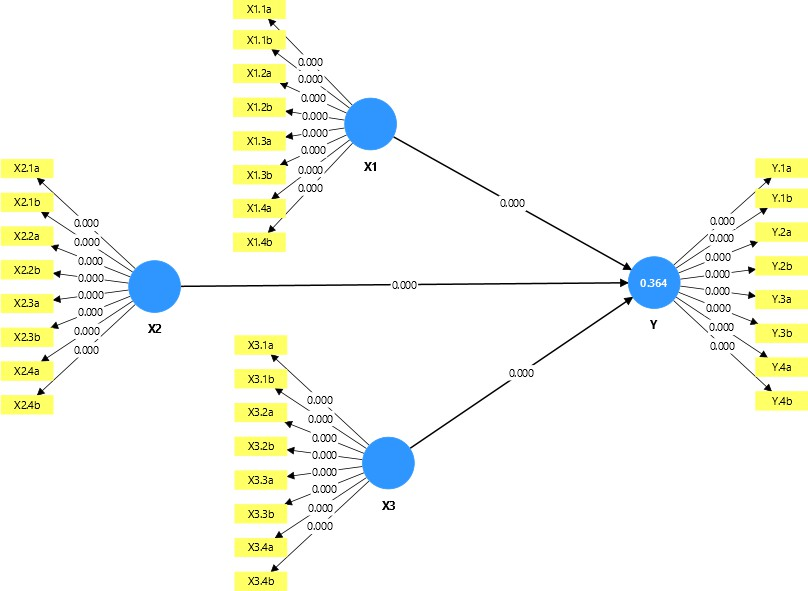 X1.1a
X1.1b
X1.2a
X1.2b
X1.3a
X1.3b
X1.4a
X1.4b
0.000
0.000
0.000
0.000
0.000
0.000
0.000
0.000
X1
0.000
X2.1a
X2.1b
X2.2a
X2.2b
X2.3a
X2.3b
X2.4a
X2.4b
0.000
0.000
0.000
0.000
0.000
0.000
0.000
0.000
X2
0.000
X3.1a
X3.1b
X3.2a
X3.2b
X3.3a
X3.3b
X3.4a
X3.4b
0.000
0.000
0.000
0.000
0.000
0.000
0.000
0.000
X3
0.000
0.364
Y
0.000
0.000
0.000
0.000
0.000
0.000
0.000
0.000
Y.1a
Y.1b
Y.2a
Y.2b
Y.3a
Y.3b
Y.4a
Y.4b